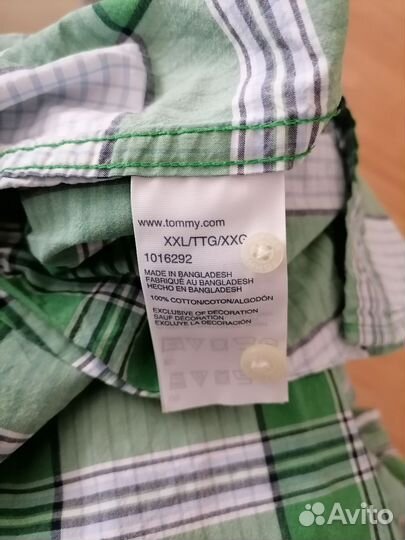 www.tommy.com
XXL/TTG/XXG
1016292
MADE IN BANGLADESH
FABRIQUÉ AU BANGLADESH
HECHO EN BANGLADESH
100% COTTON/COTON/ALGODÓN
EXCLUSIVE OF DECORATION
SAUF DÉCORATION
EXCLUYE LA DECORACIÓN
Avito